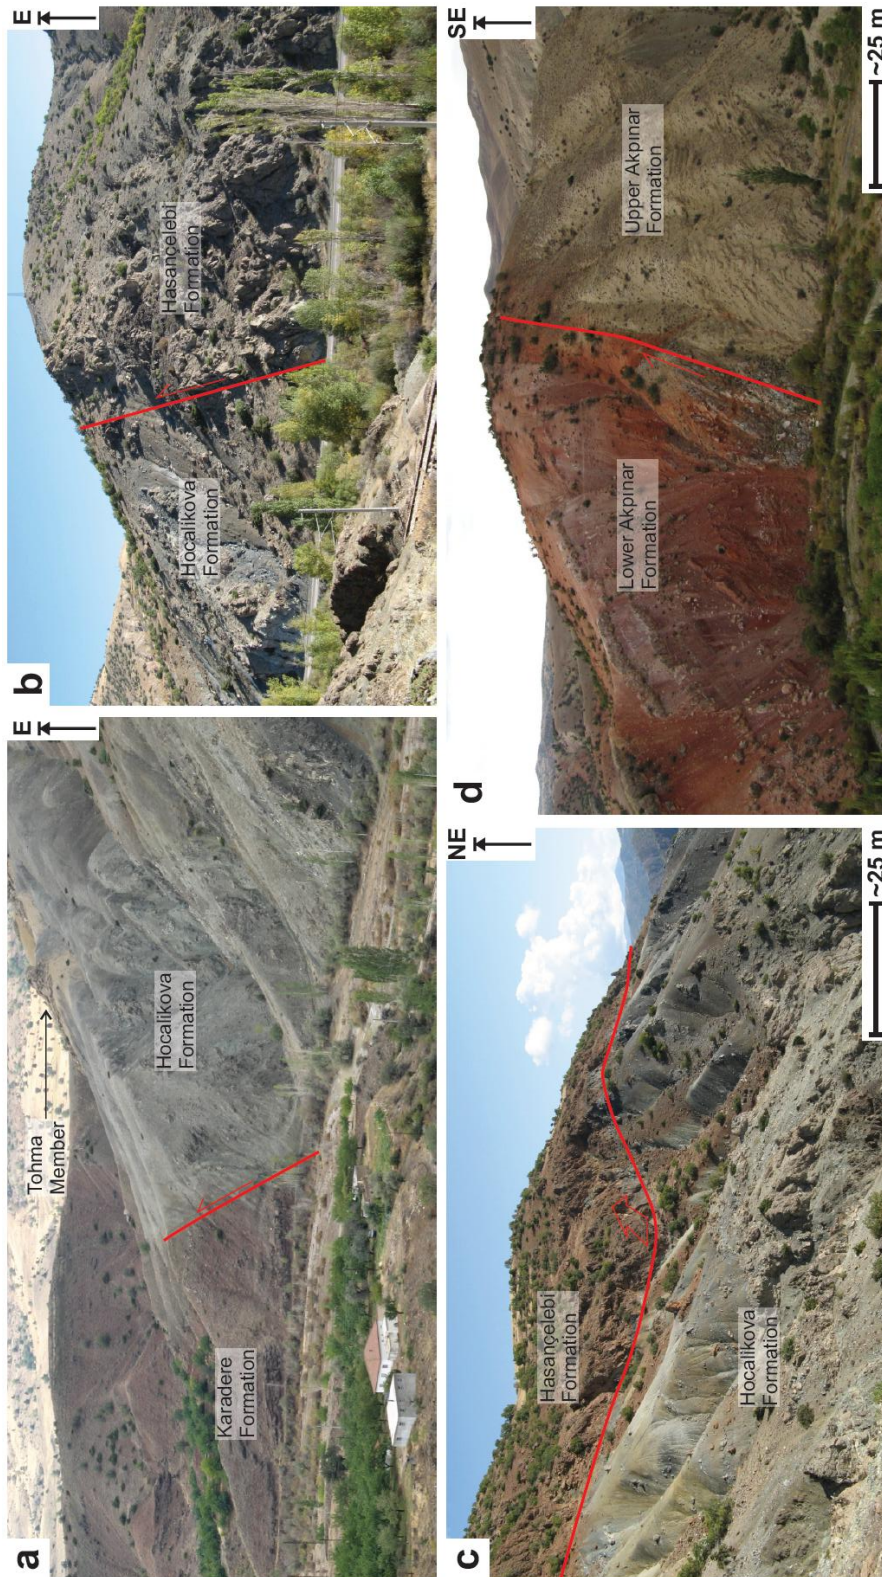 a
E
Tohma
Member
Hocalikova
Formation
Karadere
Formation
b
E
Hasançelebi
Formation
Hocalikova
Formation
c
NE
Hasançelebi
Formation
Hocalikova
Formation
~25 m
d
SE
Lower Akpınar
Formation
Upper Akpınar
Formation
~25 m